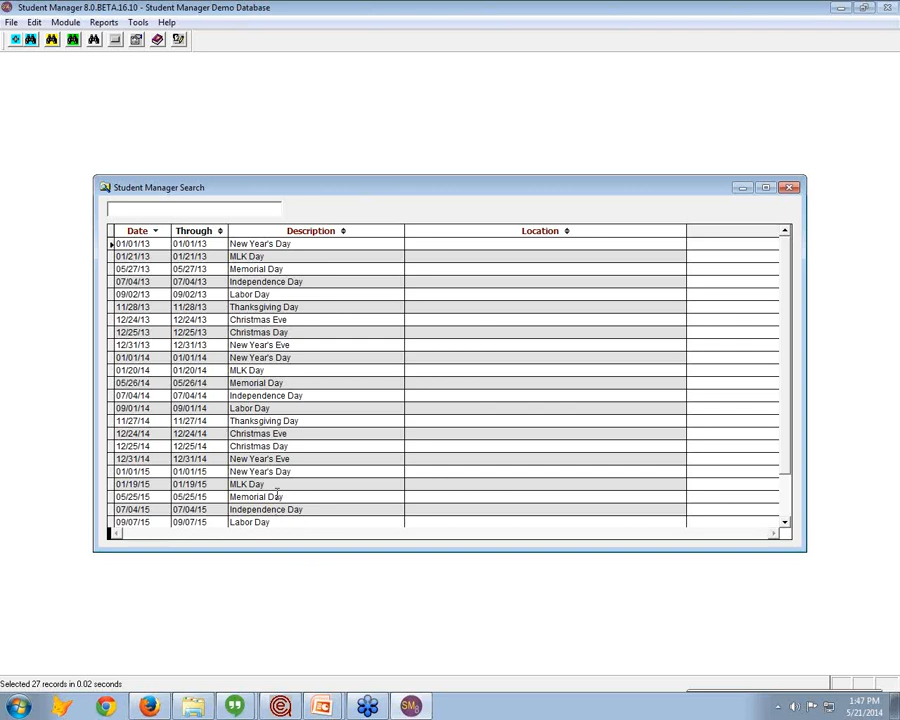 Student Manager 8.0.BETA.16.10 - Student Manager Demo Database
File Edit Module Reports Tools Help
Student Manager Search
Date Through Description Location
01/01/13 01/01/13 New Year's Day
01/21/13 01/21/13 MLK Day
05/27/13 05/27/13 Memorial Day
07/04/13 07/04/13 Independence Day
09/02/13 09/02/13 Labor Day
11/28/13 11/28/13 Thanksgiving Day
12/24/13 12/24/13 Christmas Eve
12/25/13 12/25/13 Christmas Day
12/31/13 12/31/13 New Year's Eve
01/01/14 01/01/14 New Year's Day
01/20/14 01/20/14 MLK Day
05/26/14 05/26/14 Memorial Day
07/04/14 07/04/14 Independence Day
09/01/14 09/01/14 Labor Day
11/27/14 11/27/14 Thanksgiving Day
12/24/14 12/24/14 Christmas Eve
12/25/14 12/25/14 Christmas Day
12/31/14 12/31/14 New Year's Eve
01/01/15 01/01/15 New Year's Day
01/19/15 01/19/15 MLK Day
05/25/15 05/25/15 Memorial Day
07/04/15 07/04/15 Independence Day
09/07/15 09/07/15 Labor Day
Selected 27 records in 0.02 seconds
SM8
1:47 PM
5/21/2014